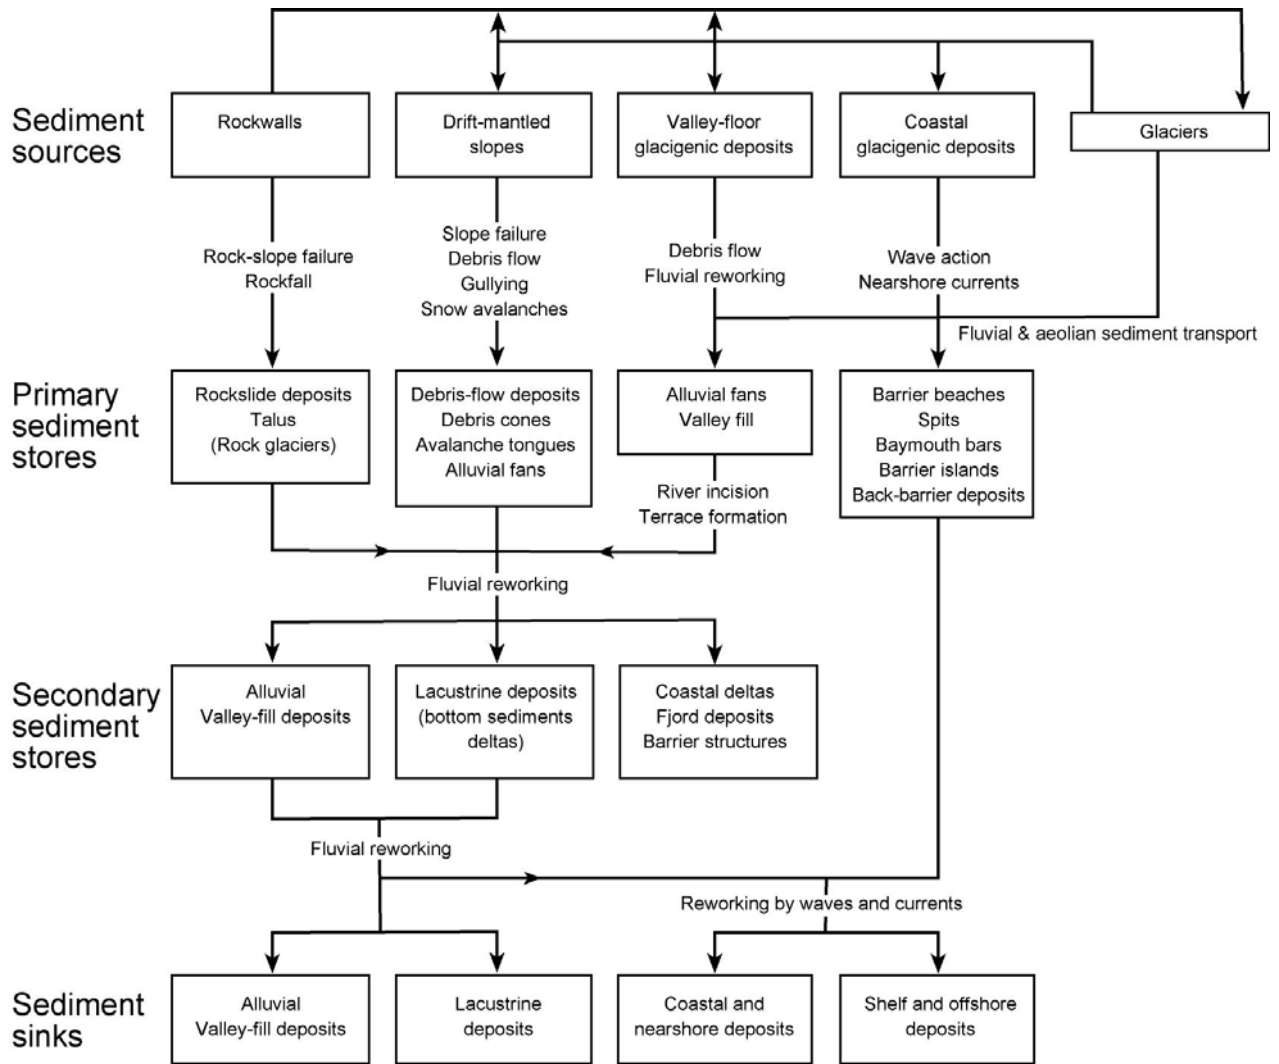 Sediment
sources
Rockwalls
Drift-mantled
slopes
Valley-floor
glacigenic deposits
Coastal
glacigenic deposits
Glaciers
Rock-slope failure
Rockfall
Slope failure
Debris flow
Gullying
Snow avalanches
Debris flow
Fluvial reworking
Wave action
Nearshore currents
Fluvial & aeolian sediment transport
Primary
sediment
stores
Rockslide deposits
Talus
(Rock glaciers)
Debris-flow deposits
Debris cones
Avalanche tongues
Alluvial fans
Alluvial fans
Valley fill
Barrier beaches
Spits
Baymouth bars
Barrier islands
Back-barrier deposits
River incision
Terrace formation
Fluvial reworking
Secondary
sediment
stores
Alluvial
Valley-fill deposits
Lacustrine deposits
(bottom sediments
deltas)
Coastal deltas
Fjord deposits
Barrier structures
Fluvial reworking
Reworking by waves and currents
Sediment
sinks
Alluvial
Valley-fill deposits
Lacustrine
deposits
Coastal and
nearshore deposits
Shelf and offshore
deposits